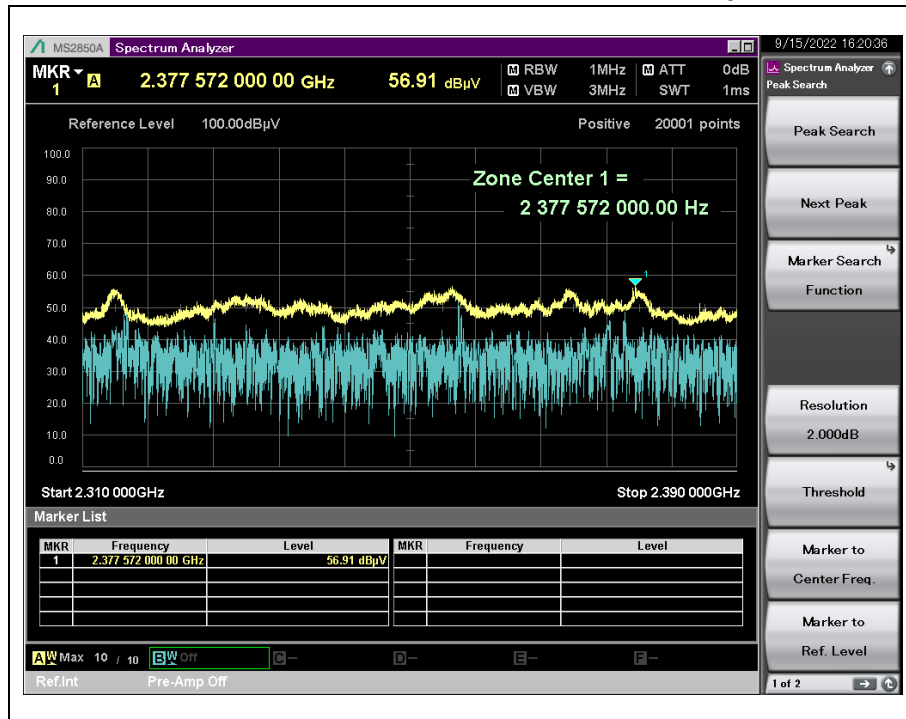 MS2850A Spectrum Analyzer
9/15/2022 16:20:36
MKR A 2.377 572 000 00 GHz 56.91 dBµV M RBW 1MHz M ATT 0dB
1 M VBW 3MHz SWT 1ms
Reference Level 100.00dBµV Positive 20001 points
100.0
90.0
80.0
70.0
60.0
50.0
40.0
30.0
20.0
10.0
0.0
Zone Center 1 =
2 377 572 000.00 Hz
1
Start 2.310 000GHz Stop 2.390 000GHz
Marker List
MKR Frequency Level MKR Frequency Level
1 2.377 572 000 00 GHz 56.91 dBµV
A W Max 10 / 10 B W Off C — D — E — F —
Ref.Int Pre-Amp Off
Spectrum Analyzer
Peak Search
Peak Search
Next Peak
Marker Search
Function
Resolution
2.000dB
Threshold
Marker to
Center Freq.
Marker to
Ref. Level
1 of 2